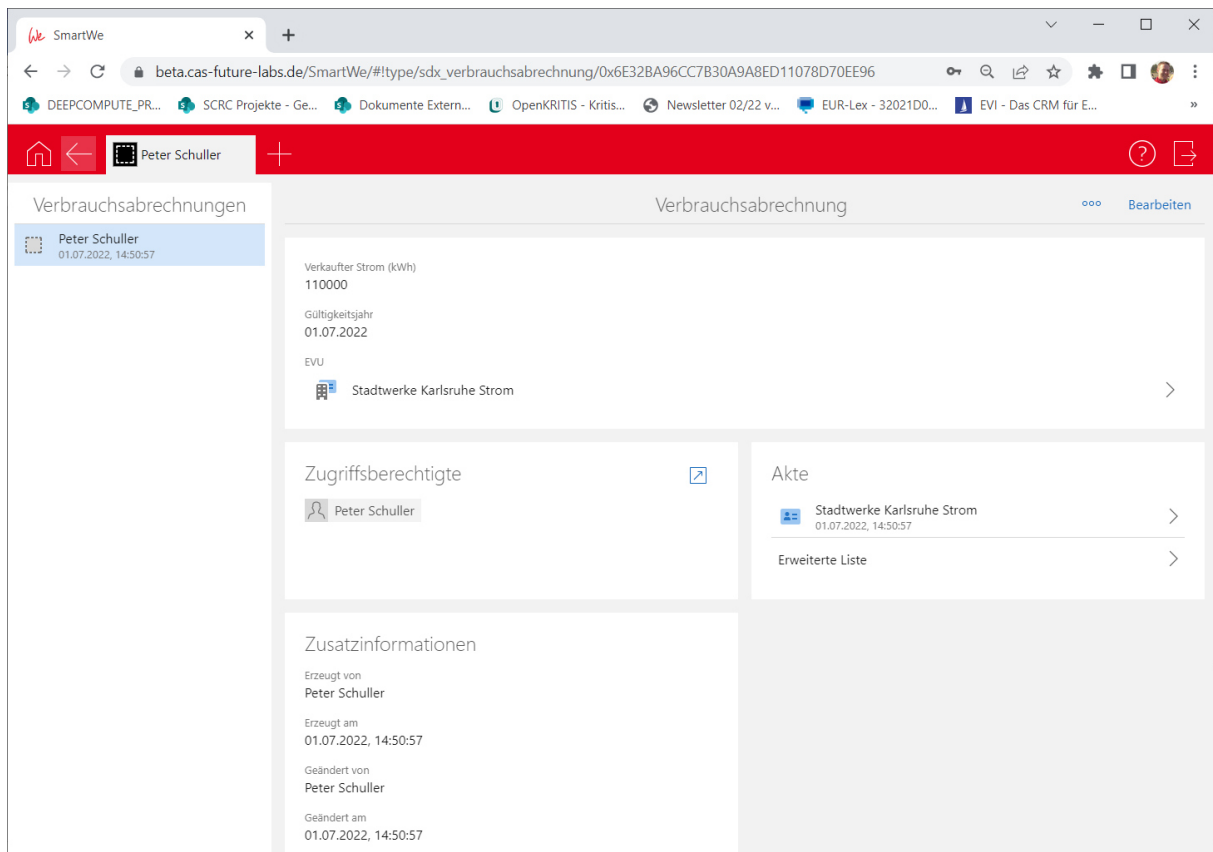 We SmartWe
beta.cas-future-labs.de/SmartWe/#!type/sdx_verbrauchsabrechnung/0x6E32BA96CC7B30A9A8ED11078D70EE96
DEEPCOMPUTE_PR... SCRC Projekte - Ge... Dokumente Extern... OpenKRITIS - Kritis... Newsletter 02/22 v... EUR-Lex - 32021D0... EVI - Das CRM für E... »
Peter Schuller
Verbrauchsabrechnungen
Peter Schuller
01.07.2022, 14:50:57
Verbrauchsabrechnung
Bearbeiten
Verkaufter Strom (kWh)
110000
Gültigkeitsjahr
01.07.2022
EVU
Stadtwerke Karlsruhe Strom
Zugriffsberechtigte
Peter Schuller
Akte
Stadtwerke Karlsruhe Strom
01.07.2022, 14:50:57
Erweiterte Liste
Zusatzinformationen
Erzeugt von
Peter Schuller
Erzeugt am
01.07.2022, 14:50:57
Geändert von
Peter Schuller
Geändert am
01.07.2022, 14:50:57